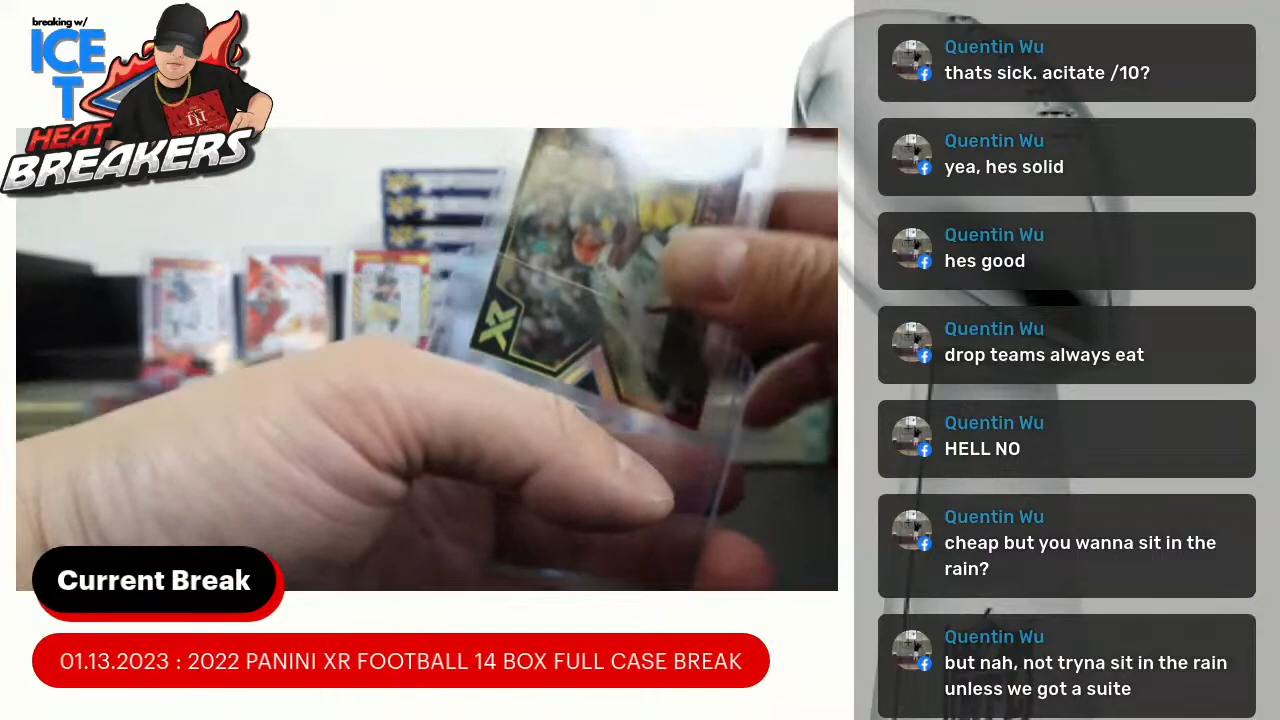 breaking w/
ICE
T
HEAT
BREAKERS
XR
Current Break
01.13.2023 : 2022 PANINI XR FOOTBALL 14 BOX FULL CASE BREAK
Quentin Wu
thats sick. acitate /10?
Quentin Wu
yea, hes solid
Quentin Wu
hes good
Quentin Wu
drop teams always eat
Quentin Wu
HELL NO
Quentin Wu
cheap but you wanna sit in the
rain?
Quentin Wu
but nah, not tryna sit in the rain
unless we got a suite